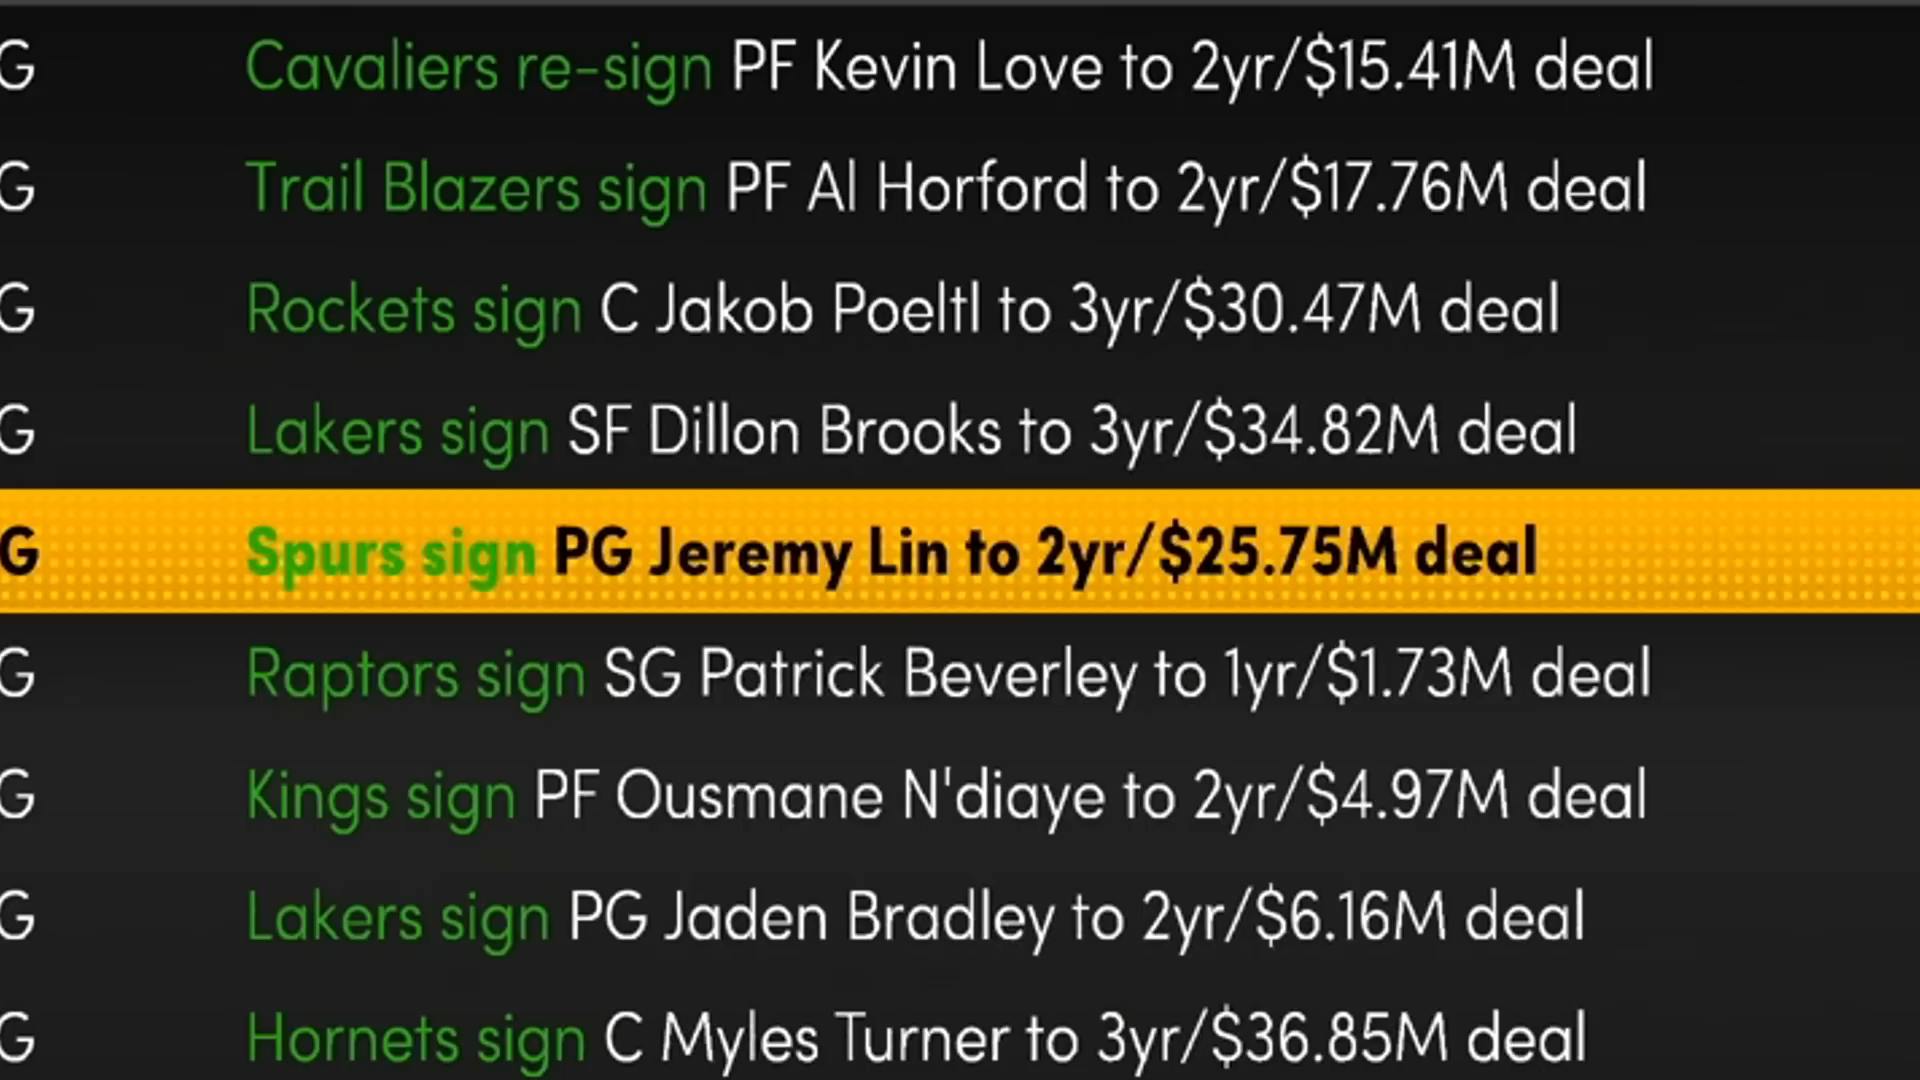 G Cavaliers re-sign PF Kevin Love to 2yr/$15.41M deal
G Trail Blazers sign PF Al Horford to 2yr/$17.76M deal
G Rockets sign C Jakob Poeltl to 3yr/$30.47M deal
G Lakers sign SF Dillon Brooks to 3yr/$34.82M deal
G Spurs sign PG Jeremy Lin to 2yr/$25.75M deal
G Raptors sign SG Patrick Beverley to 1yr/$1.73M deal
G Kings sign PF Ousmane N'diaye to 2yr/$4.97M deal
G Lakers sign PG Jaden Bradley to 2yr/$6.16M deal
G Hornets sign C Myles Turner to 3yr/$36.85M deal